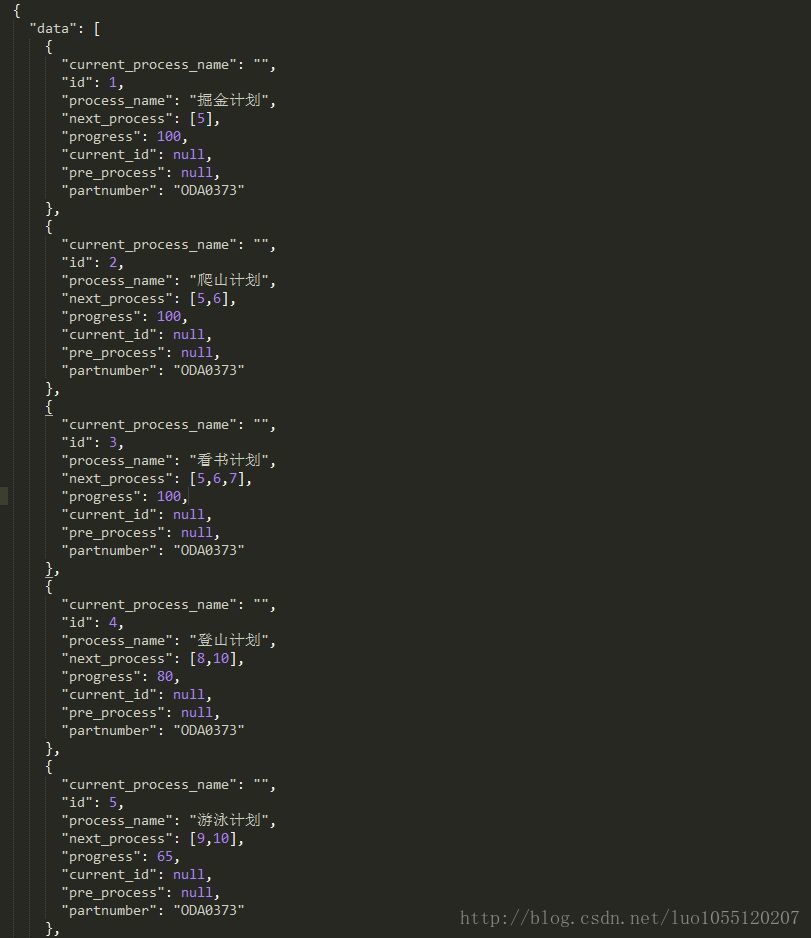 {
"data": [
{
"current_process_name": "",
"id": 1,
"process_name": "掘金计划",
"next_process": [5],
"progress": 100,
"current_id": null,
"pre_process": null,
"partnumber": "ODA0373"
},
{
"current_process_name": "",
"id": 2,
"process_name": "爬山计划",
"next_process": [5,6],
"progress": 100,
"current_id": null,
"pre_process": null,
"partnumber": "ODA0373"
},
{
"current_process_name": "",
"id": 3,
"process_name": "看书计划",
"next_process": [5,6,7],
"progress": 100,
"current_id": null,
"pre_process": null,
"partnumber": "ODA0373"
},
{
"current_process_name": "",
"id": 4,
"process_name": "登山计划",
"next_process": [8,10],
"progress": 80,
"current_id": null,
"pre_process": null,
"partnumber": "ODA0373"
},
{
"current_process_name": "",
"id": 5,
"process_name": "游泳计划",
"next_process": [9,10],
"progress": 65,
"current_id": null,
"pre_process": null,
"partnumber": "ODA0373"
},
http://blog.csdn.net/luo1055120207